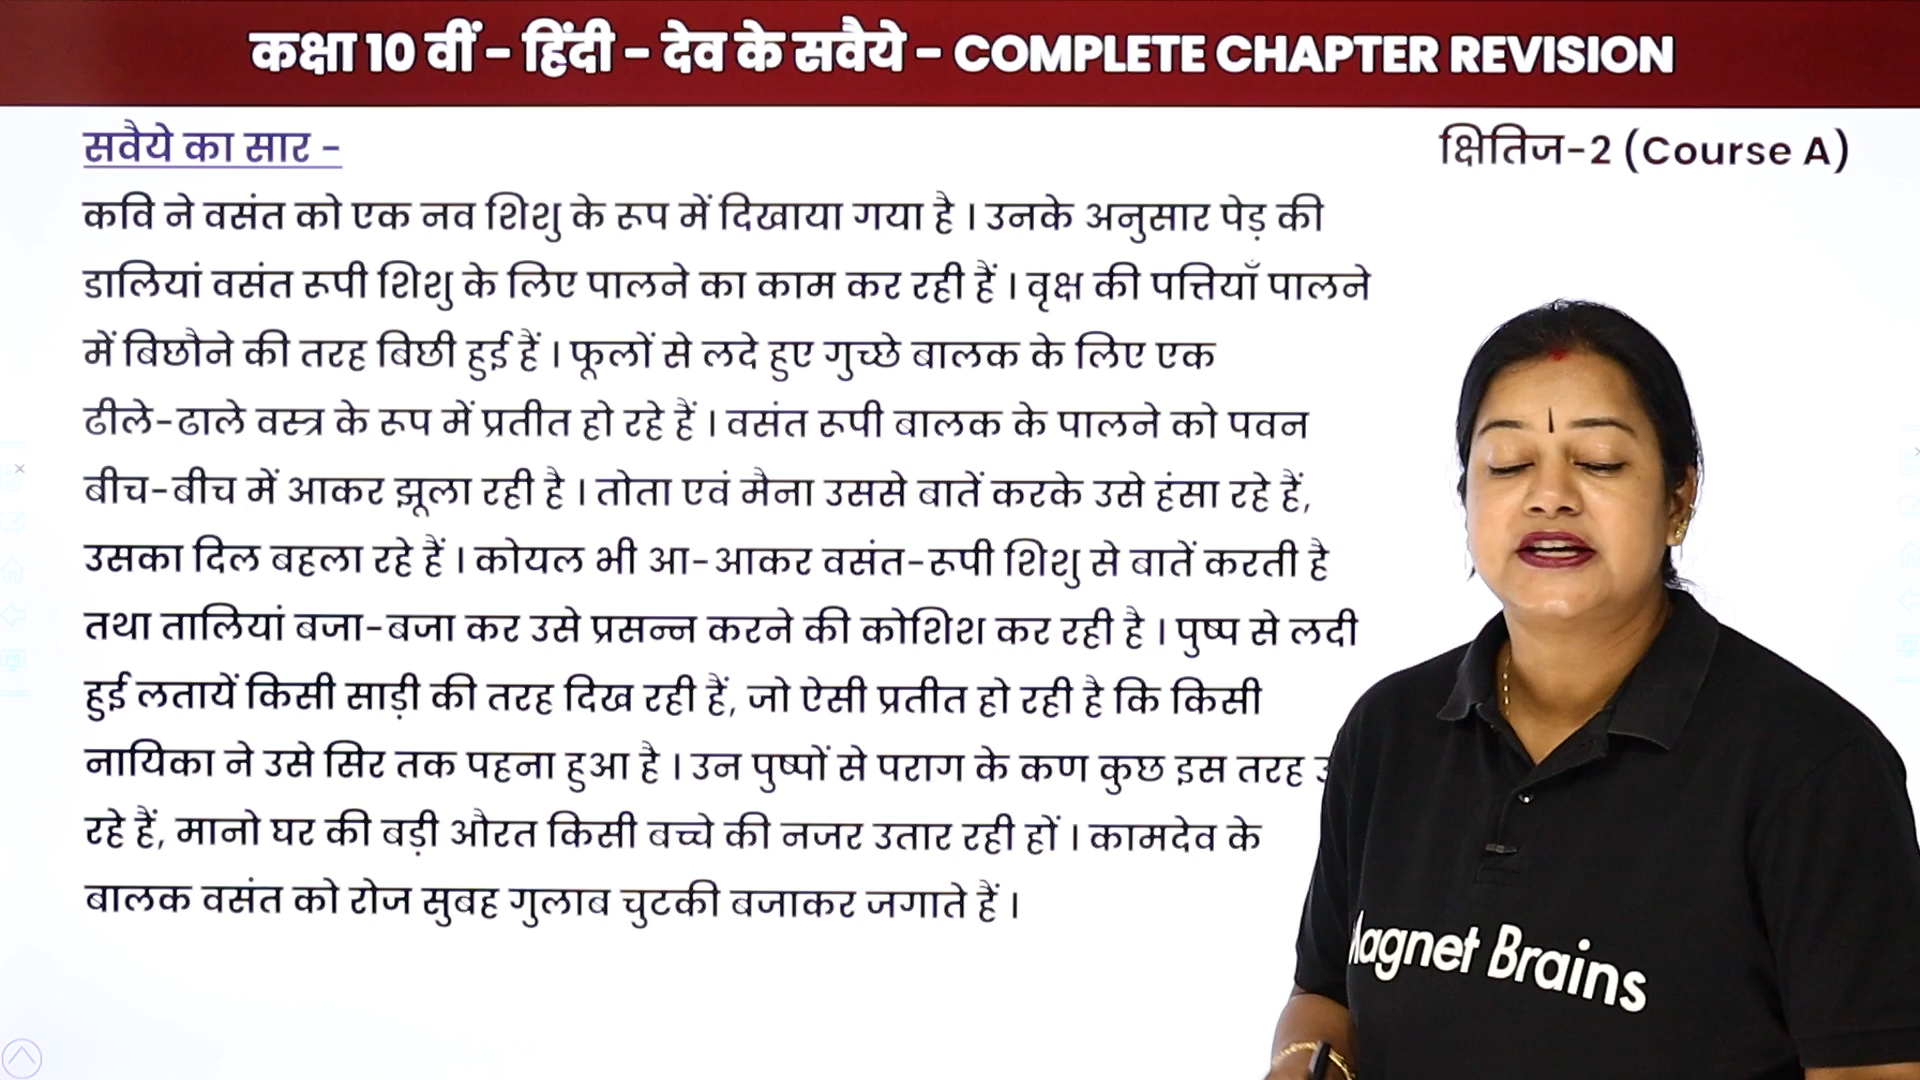 कक्षा 10 वीं - हिंदी - देव के सवैये - COMPLETE CHAPTER REVISION
सवैये का सार -
क्षितिज-2 (Course A)
कवि ने वसंत को एक नव शिशु के रूप में दिखाया गया है । उनके अनुसार पेड़ की
डालियां वसंत रूपी शिशु के लिए पालने का काम कर रही हैं । वृक्ष की पत्तियाँ पालने
में बिछौने की तरह बिछी हुई हैं । फूलों से लदे हुए गुच्छे बालक के लिए एक
ढीले-ढाले वस्त्र के रूप में प्रतीत हो रहे हैं । वसंत रूपी बालक के पालने को पवन
बीच-बीच में आकर झूला रही है । तोता एवं मैना उससे बातें करके उसे हंसा रहे हैं,
उसका दिल बहला रहे हैं । कोयल भी आ-आकर वसंत-रूपी शिशु से बातें करती है
तथा तालियां बजा-बजा कर उसे प्रसन्न करने की कोशिश कर रही है । पुष्प से लदी
हुई लतायें किसी साड़ी की तरह दिख रही हैं, जो ऐसी प्रतीत हो रही है कि किसी
नायिका ने उसे सिर तक पहना हुआ है । उन पुष्पों से पराग के कण कुछ इस तरह
रहे हैं, मानो घर की बड़ी औरत किसी बच्चे की नजर उतार रही हों । कामदेव के
बालक वसंत को रोज सुबह गुलाब चुटकी बजाकर जगाते हैं ।
Magnet Brains